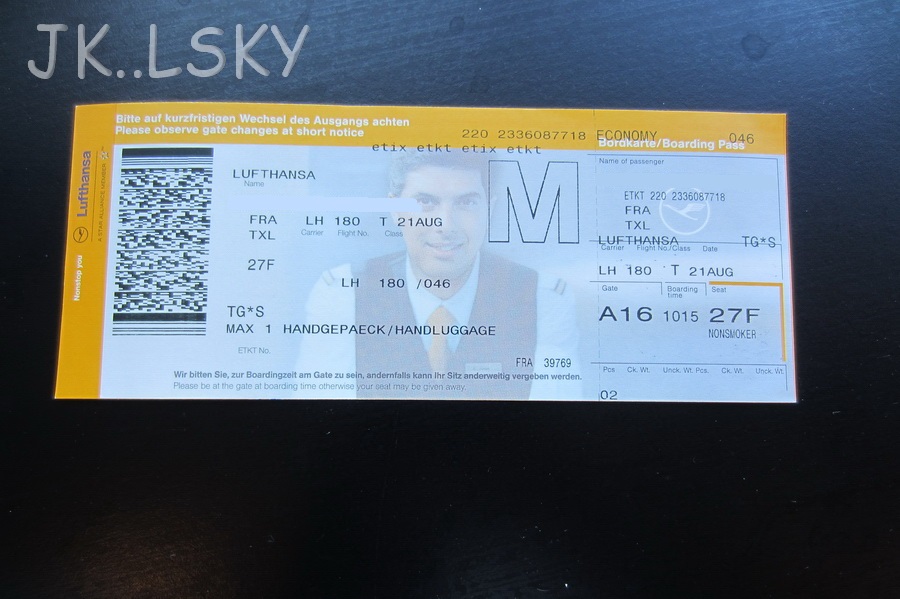 JK..LSKY
Bitte auf kurzfristigen Wechsel des Ausgangs achten
Please observe gate changes at short notice
220 2336087718 ECONOMY 046
etix etkt etix etkt
Bordkarte/Boarding Pass
Lufthansa
A STAR ALLIANCE MEMBER
Nonstop you
LUFTHANSA
Name
FRA LH 180 T 21AUG
TXL Carrier Flight No. Class
27F
LH 180 /046
TG*S
MAX 1 HANDGEPAECK/HANDLUGGAGE
ETKT No.
FRA 39769
Wir bitten Sie, zur Boardingzeit am Gate zu sein, andernfalls kann Ihr Sitz anderweitig vergeben werden.
Please be at the gate at boarding time otherwise your seat may be given away.
M
Name of passenger
ETKT 220 2336087718
FRA
TXL
LUFTHANSA TG*S
Carrier Flight No./Class Date
LH 180 T 21AUG
Gate Boarding time Seat
A16 1015 27F
NONSMOKER
Pcs Ck. Wt. Unck. Wt. Pcs. Ck. Wt. Unck. Wt.
02